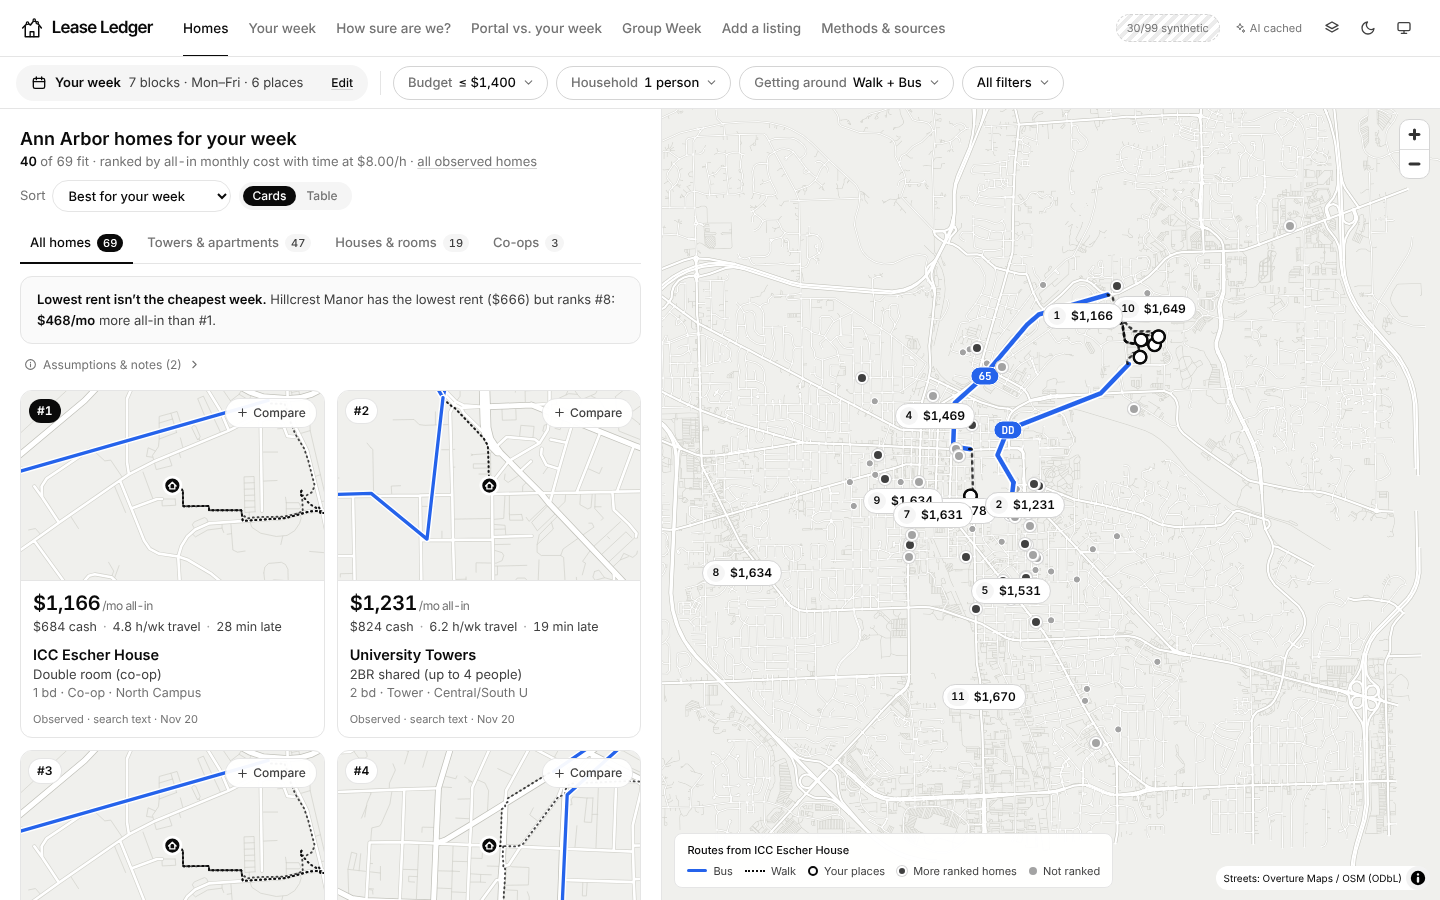 Lease Ledger
Homes
Your week
How sure are we?
Portal vs. your week
Group Week
Add a listing
Methods & sources
30/99 synthetic
AI cached
Your week 7 blocks · Mon–Fri · 6 places Edit
Budget ≤ $1,400
Household 1 person
Getting around Walk + Bus
All filters
Ann Arbor homes for your week
40 of 69 fit · ranked by all-in monthly cost with time at $8.00/h · all observed homes
Sort Best for your week Cards Table
All homes 69
Towers & apartments 47
Houses & rooms 19
Co-ops 3
Lowest rent isn’t the cheapest week. Hillcrest Manor has the lowest rent ($666) but ranks #8:
$468/mo more all-in than #1.
Assumptions & notes (2)
#1
+ Compare
$1,166 /mo all-in
$684 cash · 4.8 h/wk travel · 28 min late
ICC Escher House
Double room (co-op)
1 bd · Co-op · North Campus
Observed · search text · Nov 20
#2
+ Compare
$1,231 /mo all-in
$824 cash · 6.2 h/wk travel · 19 min late
University Towers
2BR shared (up to 4 people)
2 bd · Tower · Central/South U
Observed · search text · Nov 20
#3
+ Compare
#4
+ Compare
+
−
1 $1,166
10 $1,649
65
4 $1,469
DD
9 $1,634
7 $1,631
78
2 $1,231
8 $1,634
5 $1,531
11 $1,670
Routes from ICC Escher House
Bus
Walk
Your places
More ranked homes
Not ranked
Streets: Overture Maps / OSM (ODbL)